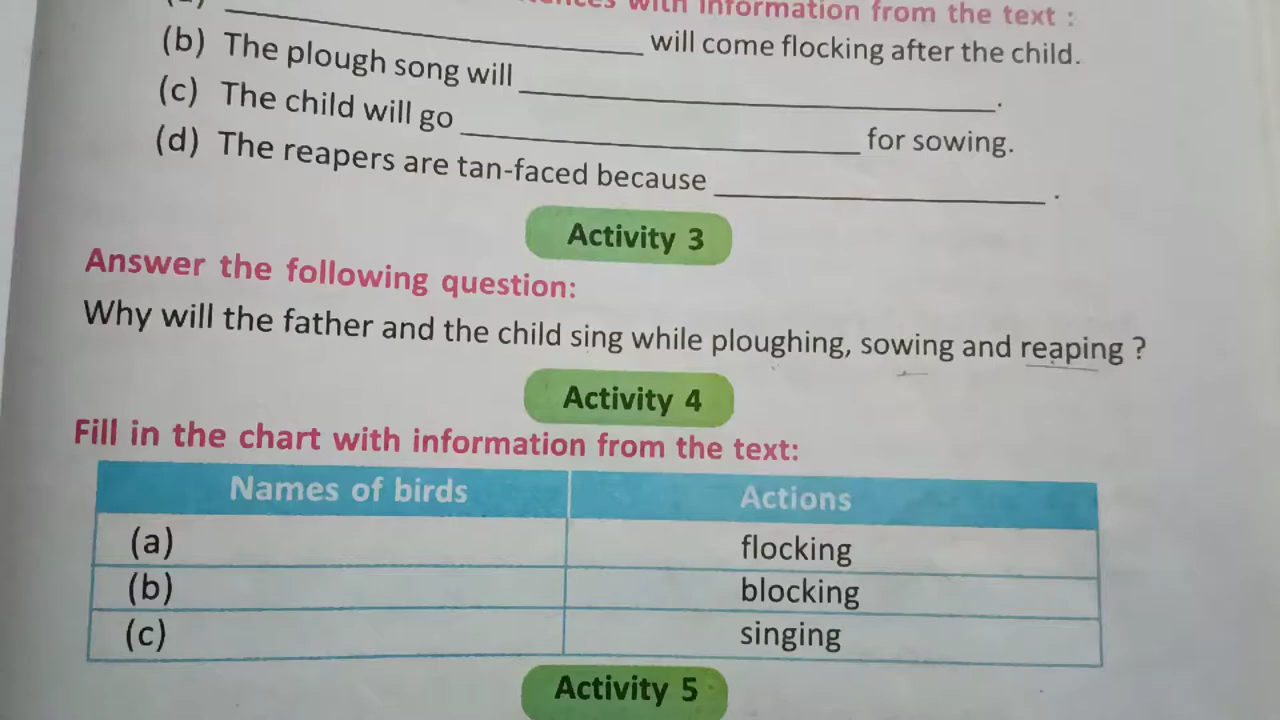 with information from the text :
will come flocking after the child.
(b) The plough song will .
(c) The child will go for sowing.
(d) The reapers are tan-faced because .
Activity 3
Answer the following question:
Why will the father and the child sing while ploughing, sowing and reaping ?
Activity 4
Fill in the chart with information from the text:
Names of birds Actions
(a) flocking
(b) blocking
(c) singing
Activity 5